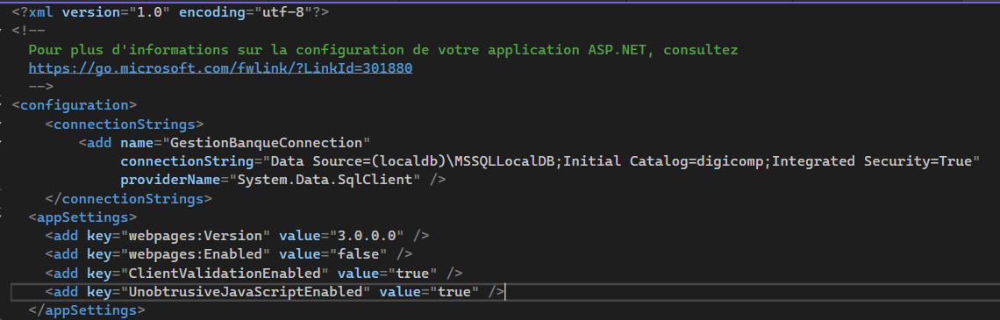 <?xml version="1.0" encoding="utf-8"?>
<!--
  Pour plus d'informations sur la configuration de votre application ASP.NET, consultez
  https://go.microsoft.com/fwlink/?LinkId=301880
  -->
<configuration>
    <connectionStrings>
        <add name="GestionBanqueConnection"
             connectionString="Data Source=(localdb)\MSSQLLocalDB;Initial Catalog=digicomp;Integrated Security=True"
             providerName="System.Data.SqlClient" />
    </connectionStrings>
  <appSettings>
    <add key="webpages:Version" value="3.0.0.0" />
    <add key="webpages:Enabled" value="false" />
    <add key="ClientValidationEnabled" value="true" />
    <add key="UnobtrusiveJavaScriptEnabled" value="true" />
  </appSettings>